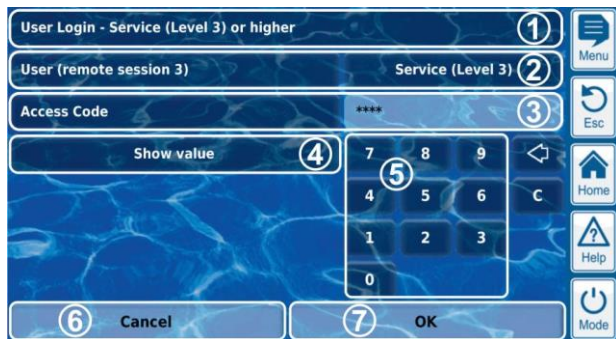 User Login - Service (Level 3) or higher 1
Menu
User (remote session 3) Service (Level 3) 2
Access Code **** 3
Esc
Show value 4 7 8 9
5
4 5 6 C
Home
1 2 3
Help
0
6 Cancel 7 OK
Mode